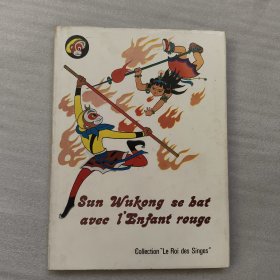 Sun Wukong se bat
avec l'Enfant rouge
Collection "Le Roi des Singes"